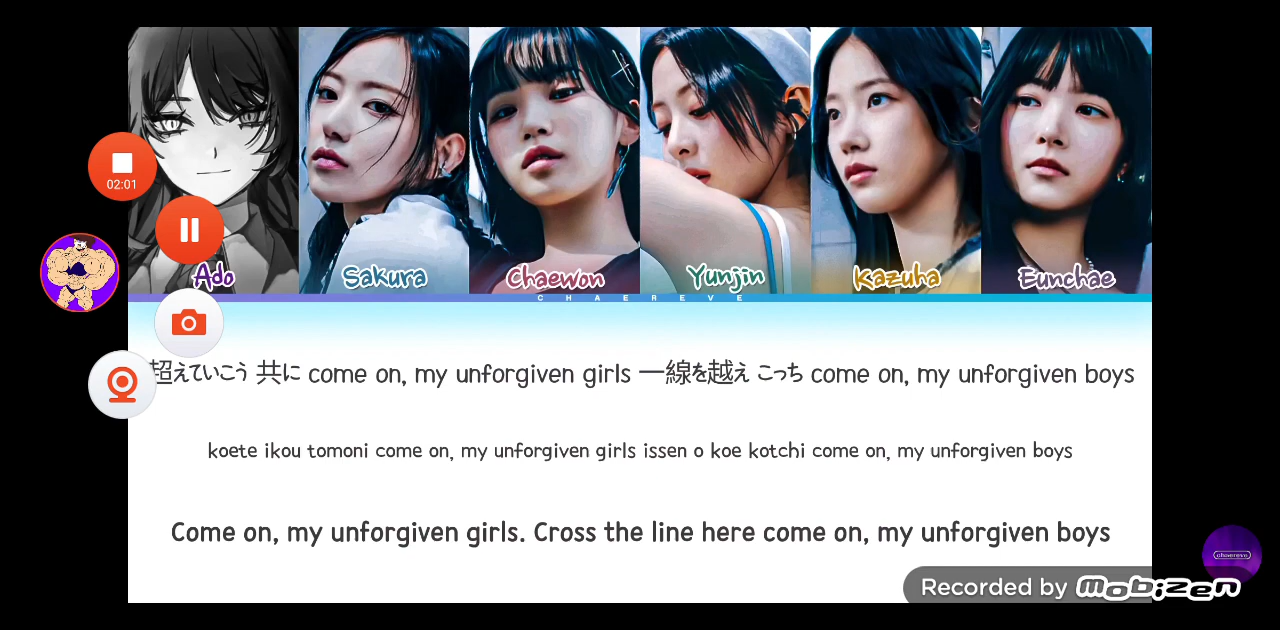 02:01
Ado
Sakura
Chaewon
Yunjin
Kazuha
Eunchae
CHAEREVE
超えていこう 共に come on, my unforgiven girls 一線を越え こっち come on, my unforgiven boys
koete ikou tomoni come on, my unforgiven girls issen o koe kotchi come on, my unforgiven boys
Come on, my unforgiven girls. Cross the line here come on, my unforgiven boys
chaereve
Recorded by Mobizen